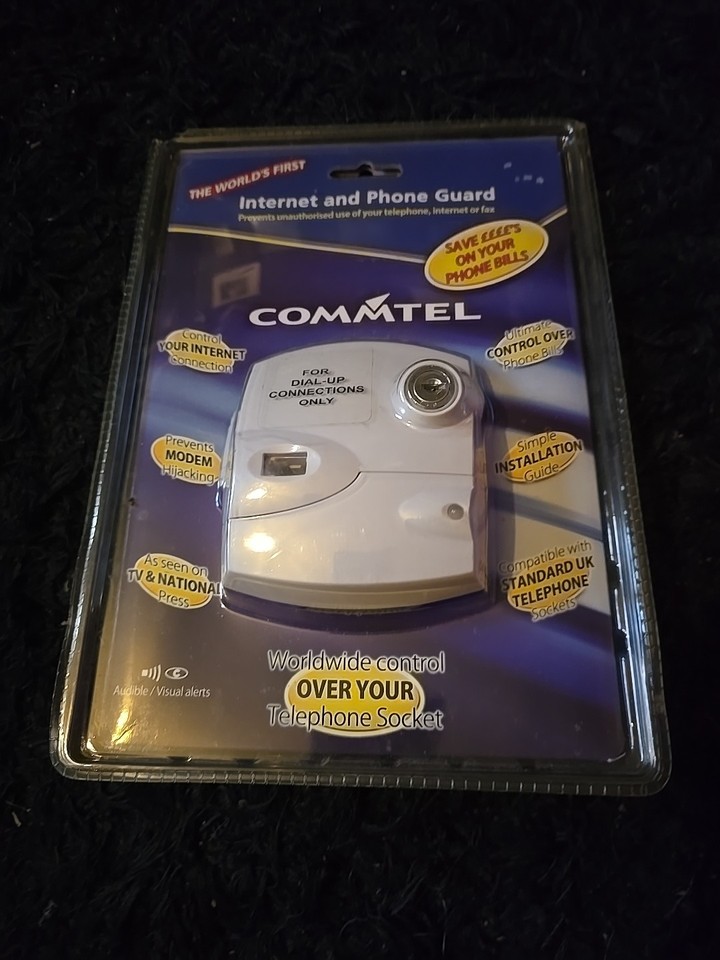 THE WORLD'S FIRST
Internet and Phone Guard
Prevents unauthorised use of your telephone, Internet or fax
SAVE ££££'S
ON YOUR
PHONE BILLS
COMMTEL
Control
YOUR INTERNET
Connection
Ultimate
CONTROL OVER
Phone Bills
FOR
DIAL-UP
CONNECTIONS
ONLY
Prevents
MODEM
Hijacking
Simple
INSTALLATION
Guide
As seen on
TV & NATIONAL
Press
Compatible with
STANDARD UK
TELEPHONE
Sockets
Audible / Visual alerts
Worldwide control
OVER YOUR
Telephone Socket